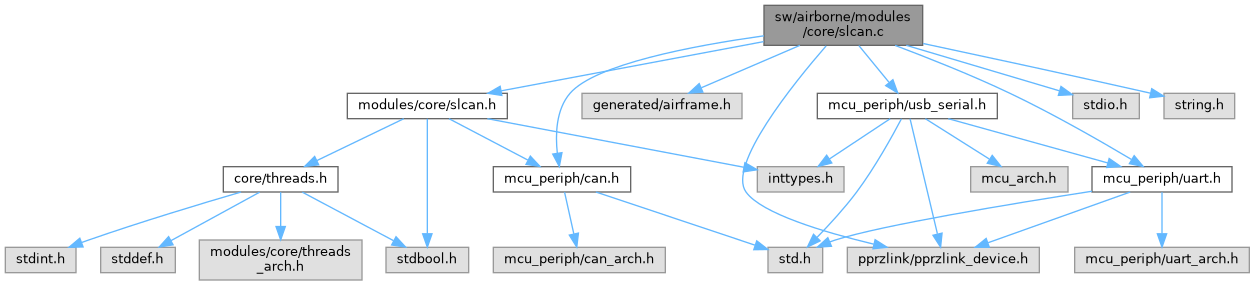 sw/airborne/modules
/core/slcan.c
modules/core/slcan.h
generated/airframe.h
mcu_periph/usb_serial.h
stdio.h
string.h
core/threads.h
mcu_periph/can.h
inttypes.h
mcu_arch.h
mcu_periph/uart.h
stdint.h
stddef.h
modules/core/threads
_arch.h
stdbool.h
mcu_periph/can_arch.h
std.h
pprzlink/pprzlink_device.h
mcu_periph/uart_arch.h